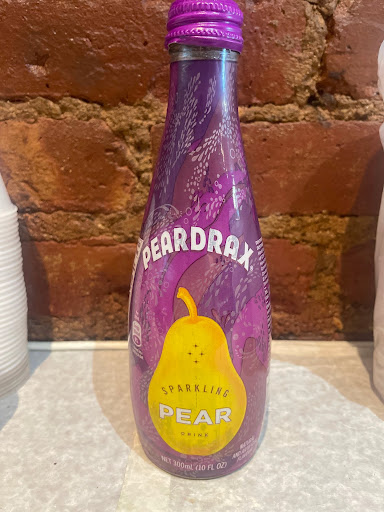 PEARDRAX
SPARKLING
PEAR
DRINK
NET 300mL (10 FL OZ)